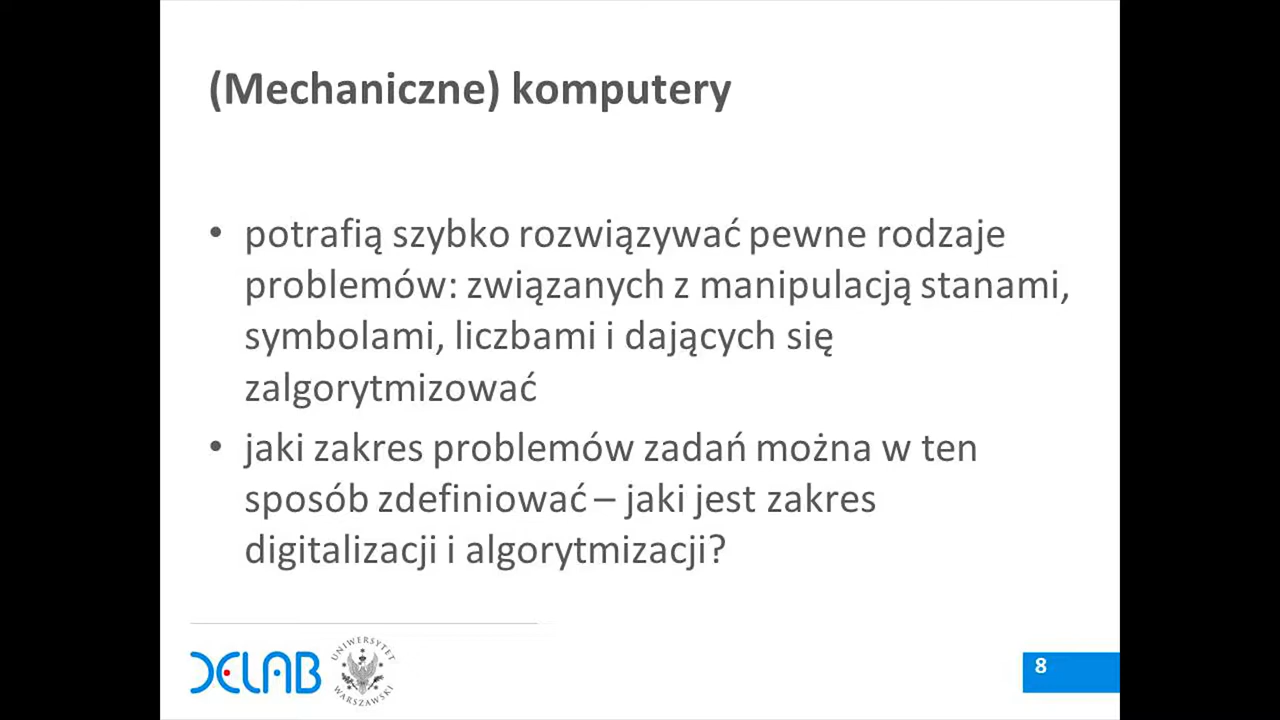 (Mechaniczne) komputery
• potrafią szybko rozwiązywać pewne rodzaje
problemów: związanych z manipulacją stanami,
symbolami, liczbami i dających się
zalgorytmizować
• jaki zakres problemów zadań można w ten
sposób zdefiniować – jaki jest zakres
digitalizacji i algorytmizacji?
DELAB
UNIWERSYTET
WARSZAWSKI
8